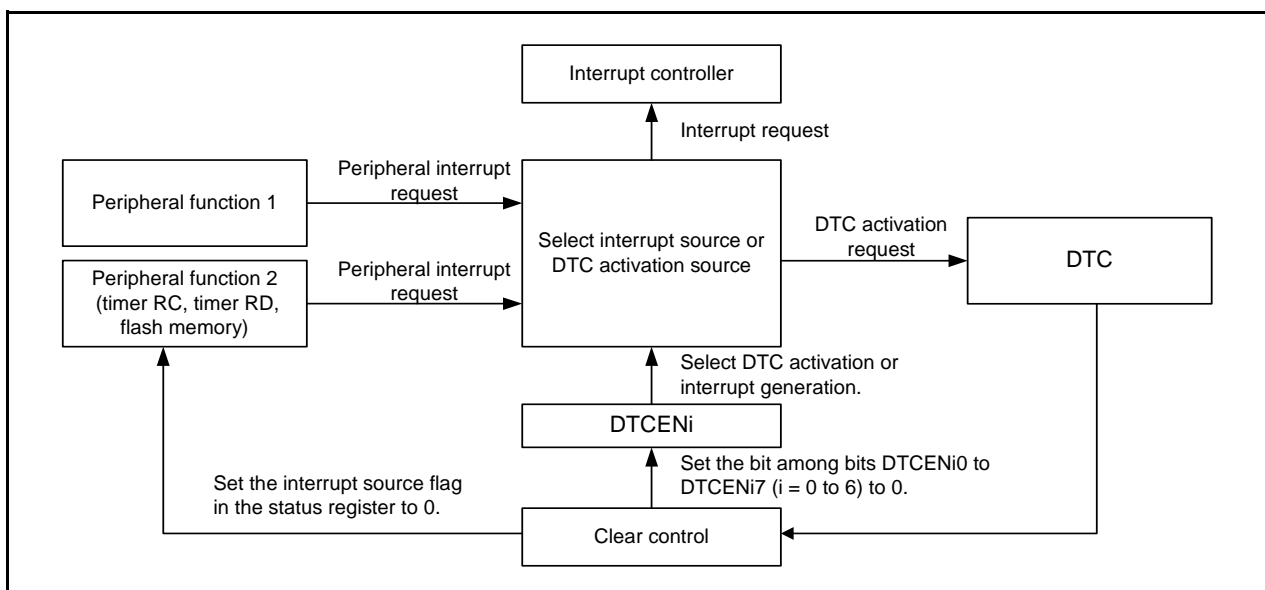 Interrupt controller
Interrupt request
Peripheral function 1
Peripheral interrupt
request
Select interrupt source or
DTC activation source
DTC activation
request
DTC
Peripheral function 2
(timer RC, timer RD,
flash memory)
Peripheral interrupt
request
Select DTC activation or
interrupt generation.
DTCENi
Set the interrupt source flag
in the status register to 0.
Set the bit among bits DTCENi0 to
DTCENi7 (i = 0 to 6) to 0.
Clear control